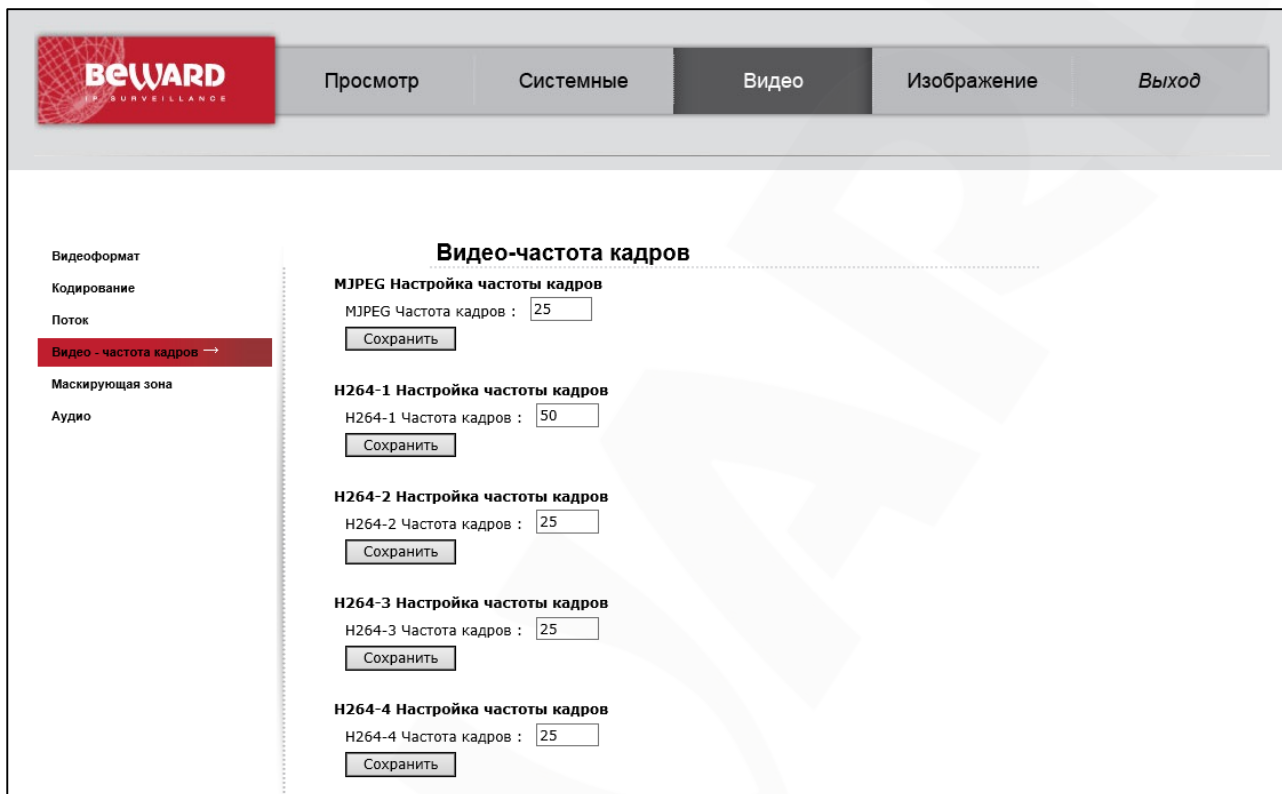 BEWARD
IP SURVEILLANCE
Просмотр
Системные
Видео
Изображение
Выход
Видеоформат
Кодирование
Поток
Видео - частота кадров →
Маскирующая зона
Аудио
Видео-частота кадров
MJPEG Настройка частоты кадров
MJPEG Частота кадров : 25
Сохранить
H264-1 Настройка частоты кадров
H264-1 Частота кадров : 50
Сохранить
H264-2 Настройка частоты кадров
H264-2 Частота кадров : 25
Сохранить
H264-3 Настройка частоты кадров
H264-3 Частота кадров : 25
Сохранить
H264-4 Настройка частоты кадров
H264-4 Частота кадров : 25
Сохранить